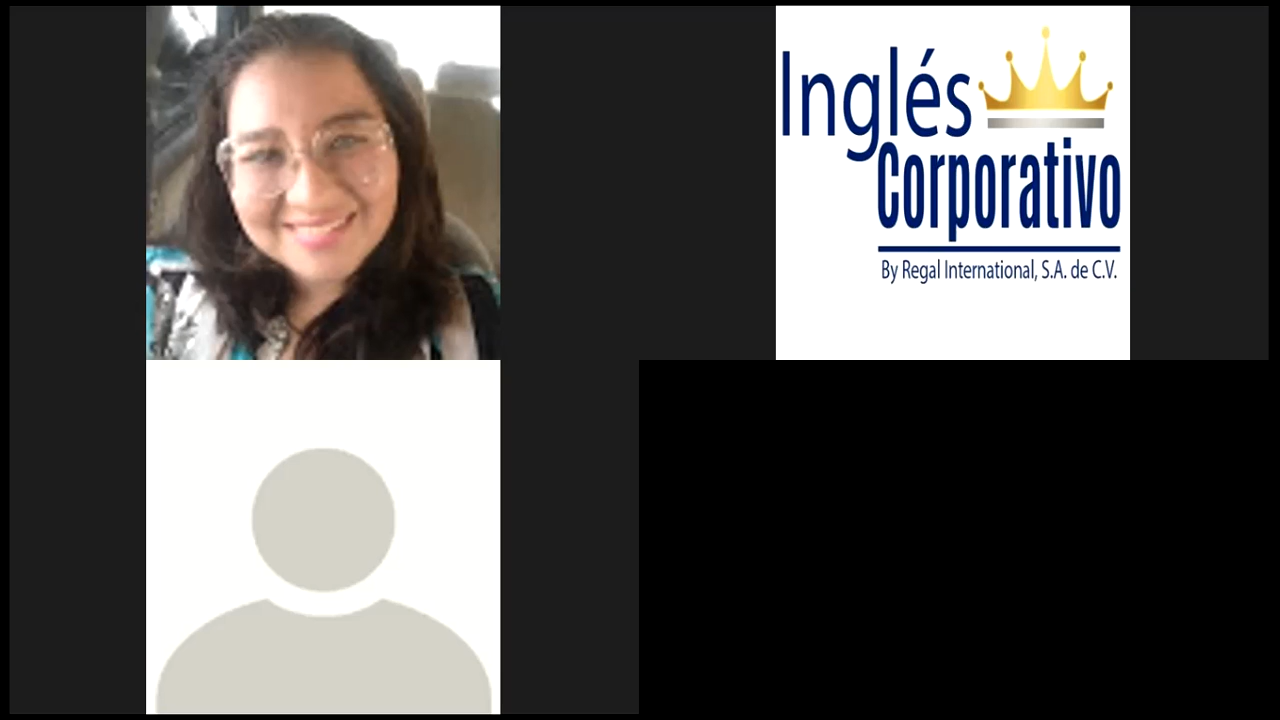 Inglés
Corporativo
By Regal International, S.A. de C.V.